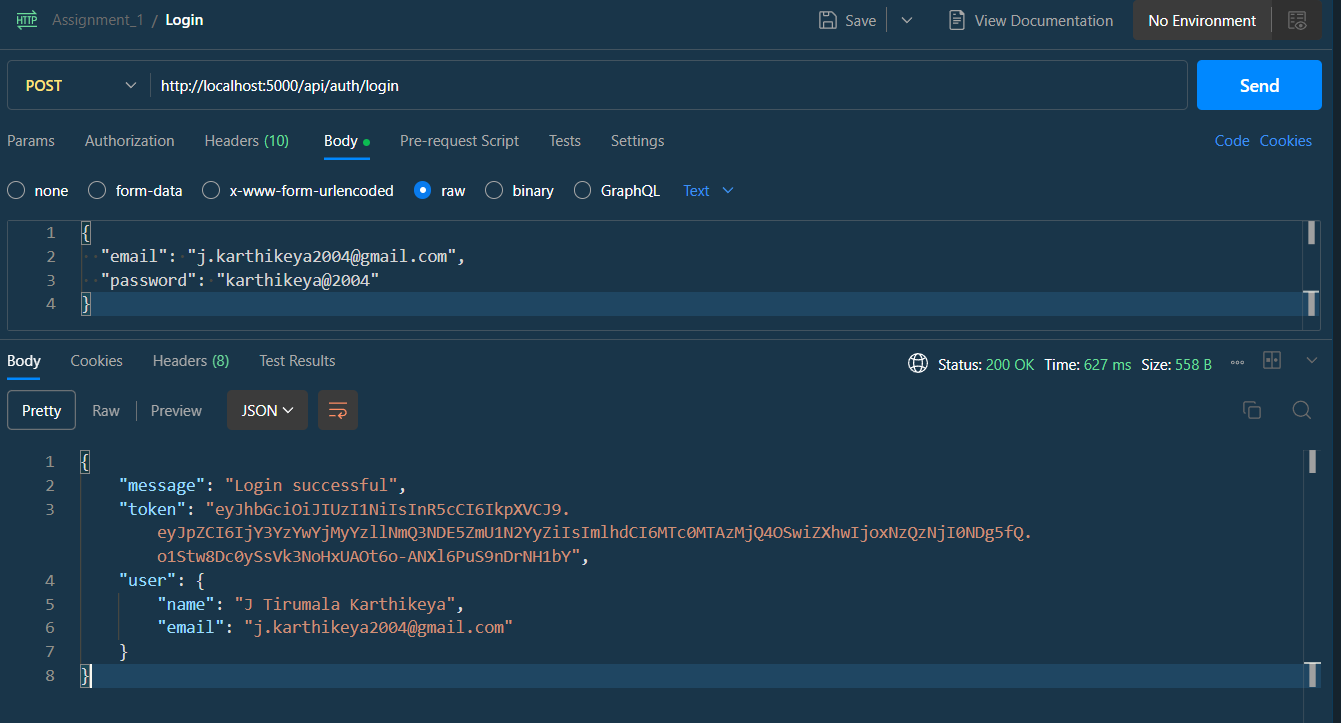 HTTP Assignment_1 / Login Save View Documentation No Environment
POST http://localhost:5000/api/auth/login Send
Params Authorization Headers (10) Body Pre-request Script Tests Settings Code Cookies
none form-data x-www-form-urlencoded raw binary GraphQL Text
1 {
2 "email": "j.karthikeya2004@gmail.com",
3 "password": "karthikeya@2004"
4 }
Body Cookies Headers (8) Test Results Status: 200 OK Time: 627 ms Size: 558 B
Pretty Raw Preview JSON
1 {
2 "message": "Login successful",
3 "token": "eyJhbGciOiJIUzI1NiIsInR5cCI6IkpXVCJ9.
eyJpZCI6IjY3YzYwYjMyYzllNmQ3NDE5ZmU1N2YyZiIsImlhdCI6MTc0MTAzMjQ4OSwiZXhwIjoxNzQzNjI0NDg5fQ.
o1Stw8Dc0ySsVk3NoHxUAOt6o-ANXl6PuS9nDrNH1bY",
4 "user": {
5 "name": "J Tirumala Karthikeya",
6 "email": "j.karthikeya2004@gmail.com"
7 }
8 }